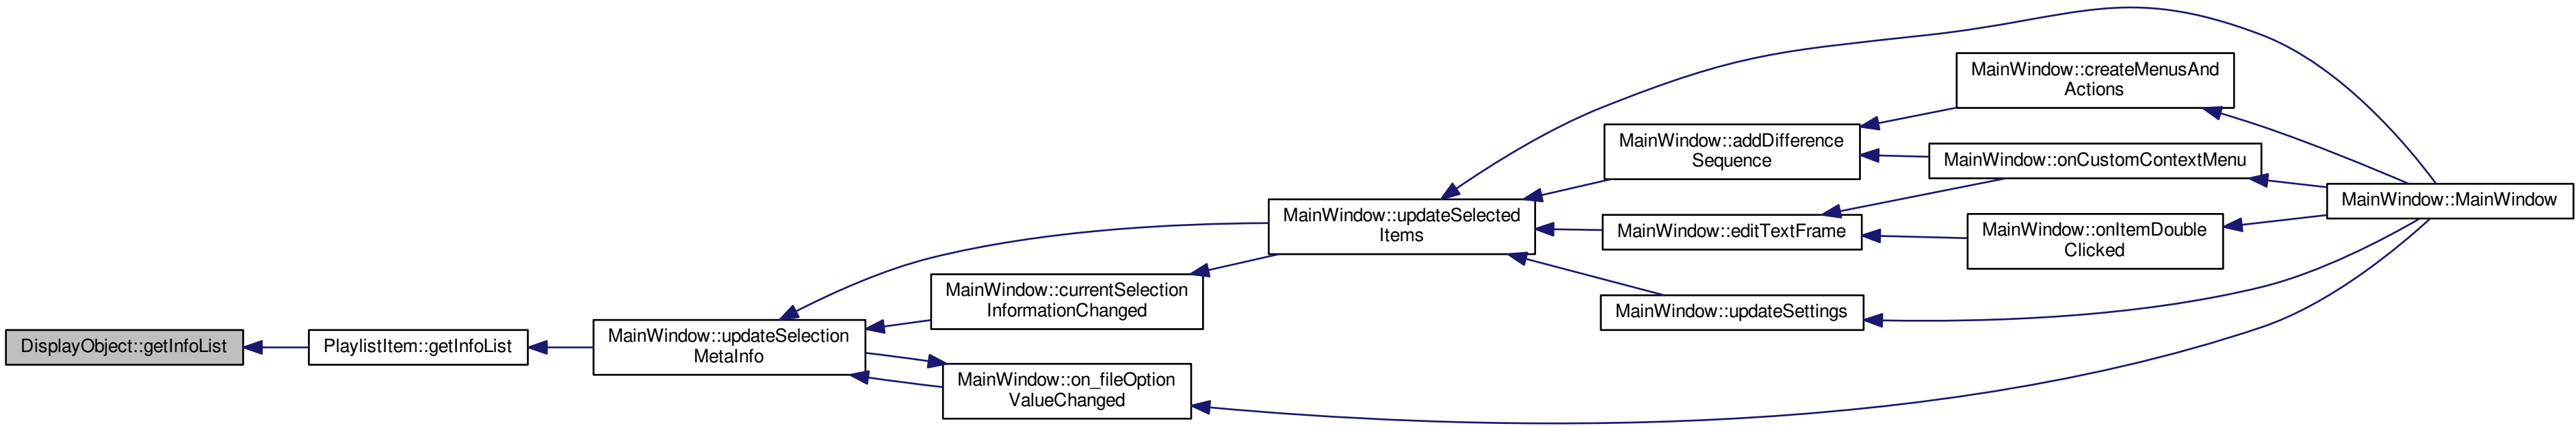 DisplayObject::getInfoList
PlaylistItem::getInfoList
MainWindow::updateSelection
MetaInfo
MainWindow::currentSelection
InformationChanged
MainWindow::on_fileOption
ValueChanged
MainWindow::updateSelected
Items
MainWindow::addDifference
Sequence
MainWindow::editTextFrame
MainWindow::updateSettings
MainWindow::createMenusAnd
Actions
MainWindow::onCustomContextMenu
MainWindow::onItemDouble
Clicked
MainWindow::MainWindow